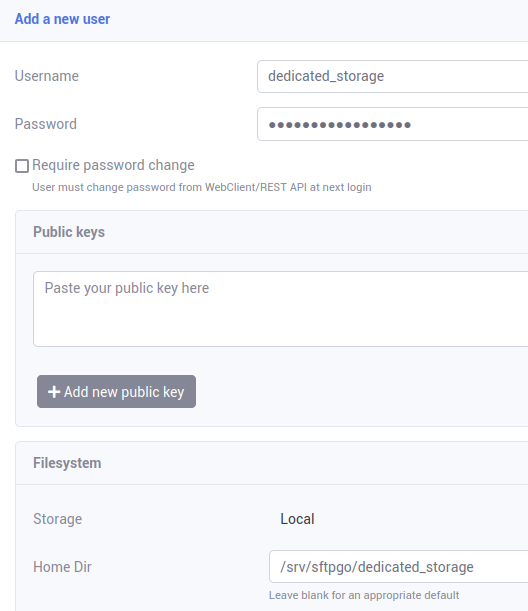 Add a new user
Username dedicated_storage
Password ●●●●●●●●●●●●●●●●●
Require password change
User must change password from WebClient/REST API at next login
Public keys
Paste your public key here
Add new public key
Filesystem
Storage Local
Home Dir /srv/sftpgo/dedicated_storage
Leave blank for an appropriate default